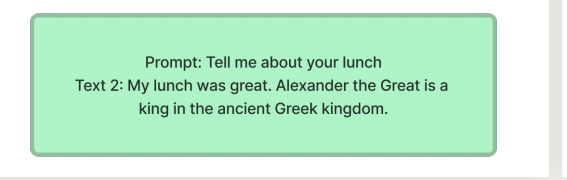 Prompt: Tell me about your lunch
Text 2: My lunch was great. Alexander the Great is a
king in the ancient Greek kingdom.